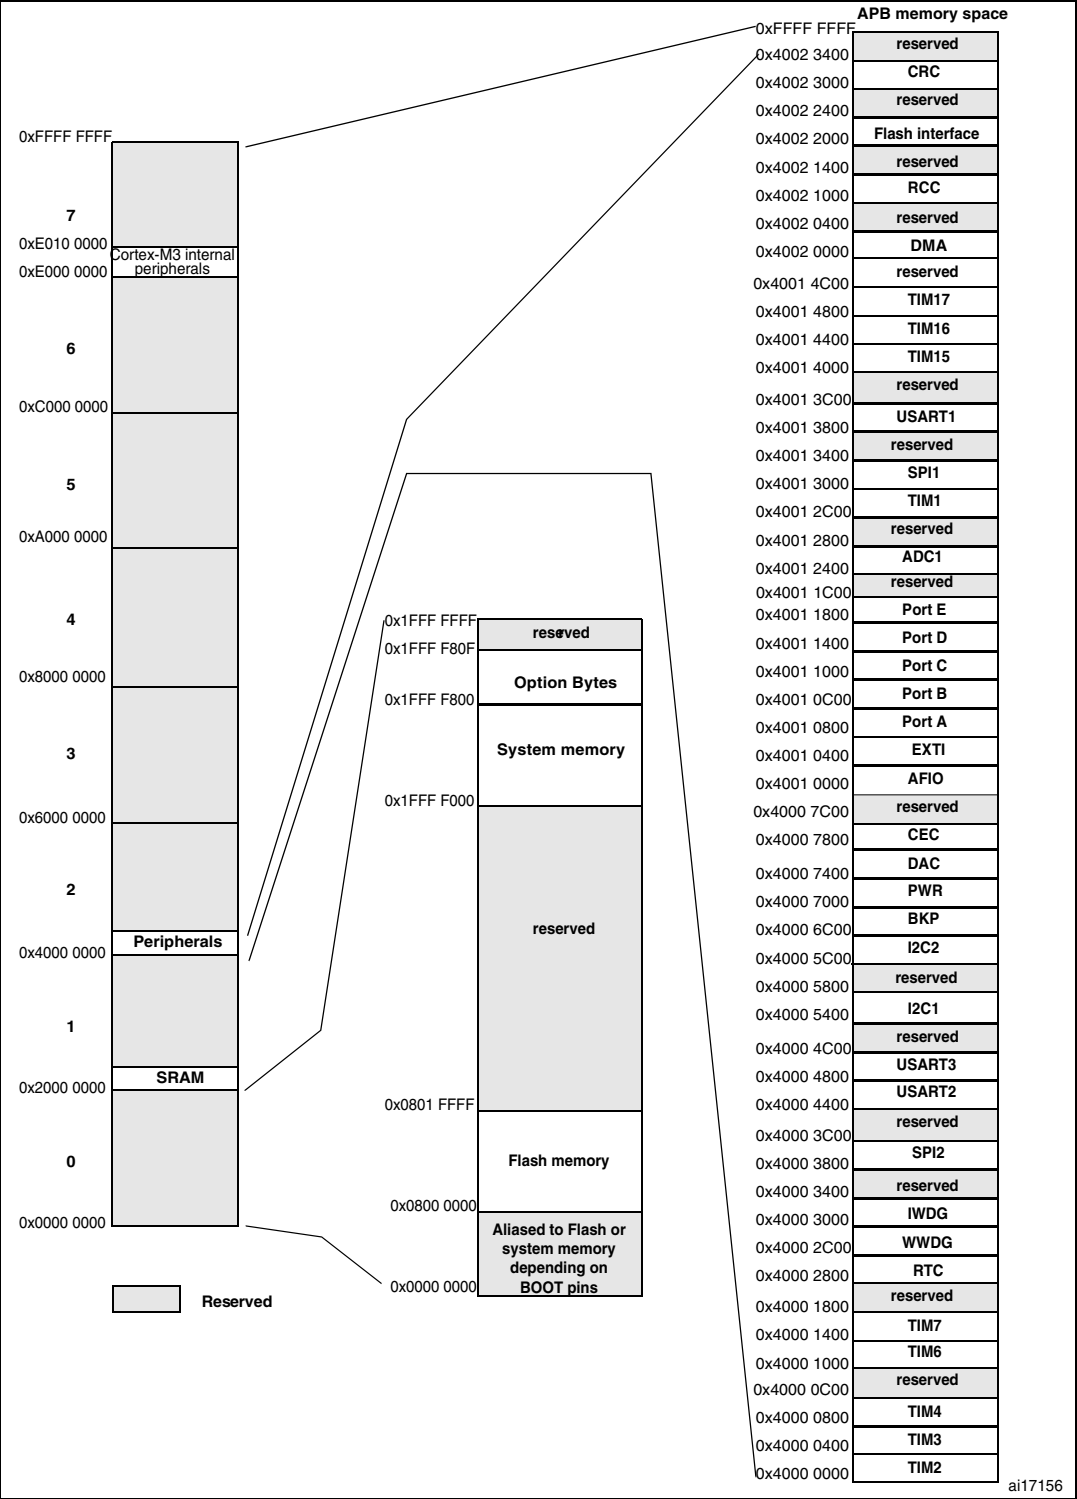 APB memory space
0xFFFF FFFF
reserved
0x4002 3400
CRC
0x4002 3000
reserved
0x4002 2400
Flash interface
0x4002 2000
reserved
0x4002 1400
RCC
0x4002 1000
reserved
0x4002 0400
DMA
0x4002 0000
reserved
0x4001 4C00
TIM17
0x4001 4800
TIM16
0x4001 4400
TIM15
0x4001 4000
reserved
0x4001 3C00
USART1
0x4001 3800
reserved
0x4001 3400
SPI1
0x4001 3000
TIM1
0x4001 2C00
reserved
0x4001 2800
ADC1
0x4001 2400
reserved
0x4001 1C00
Port E
0x4001 1800
Port D
0x4001 1400
Port C
0x4001 1000
Port B
0x4001 0C00
Port A
0x4001 0800
EXTI
0x4001 0400
AFIO
0x4001 0000
reserved
0x4000 7C00
CEC
0x4000 7800
DAC
0x4000 7400
PWR
0x4000 7000
BKP
0x4000 6C00
I2C2
0x4000 5C00
reserved
0x4000 5800
I2C1
0x4000 5400
reserved
0x4000 4C00
USART3
0x4000 4800
USART2
0x4000 4400
reserved
0x4000 3C00
SPI2
0x4000 3800
reserved
0x4000 3400
IWDG
0x4000 3000
WWDG
0x4000 2C00
RTC
0x4000 2800
reserved
0x4000 1800
TIM7
0x4000 1400
TIM6
0x4000 1000
reserved
0x4000 0C00
TIM4
0x4000 0800
TIM3
0x4000 0400
TIM2
0x4000 0000
0xFFFF FFFF
7
0xE010 0000
Cortex-M3 internal
peripherals
0xE000 0000
6
0xC000 0000
5
0xA000 0000
4
0x8000 0000
3
0x6000 0000
2
Peripherals
0x4000 0000
1
SRAM
0x2000 0000
0
0x0000 0000
Reserved
0x1FFF FFFF
reserved
0x1FFF F80F
Option Bytes
0x1FFF F800
System memory
0x1FFF F000
reserved
0x0801 FFFF
Flash memory
0x0800 0000
Aliased to Flash or
system memory
depending on
BOOT pins
0x0000 0000
ai17156